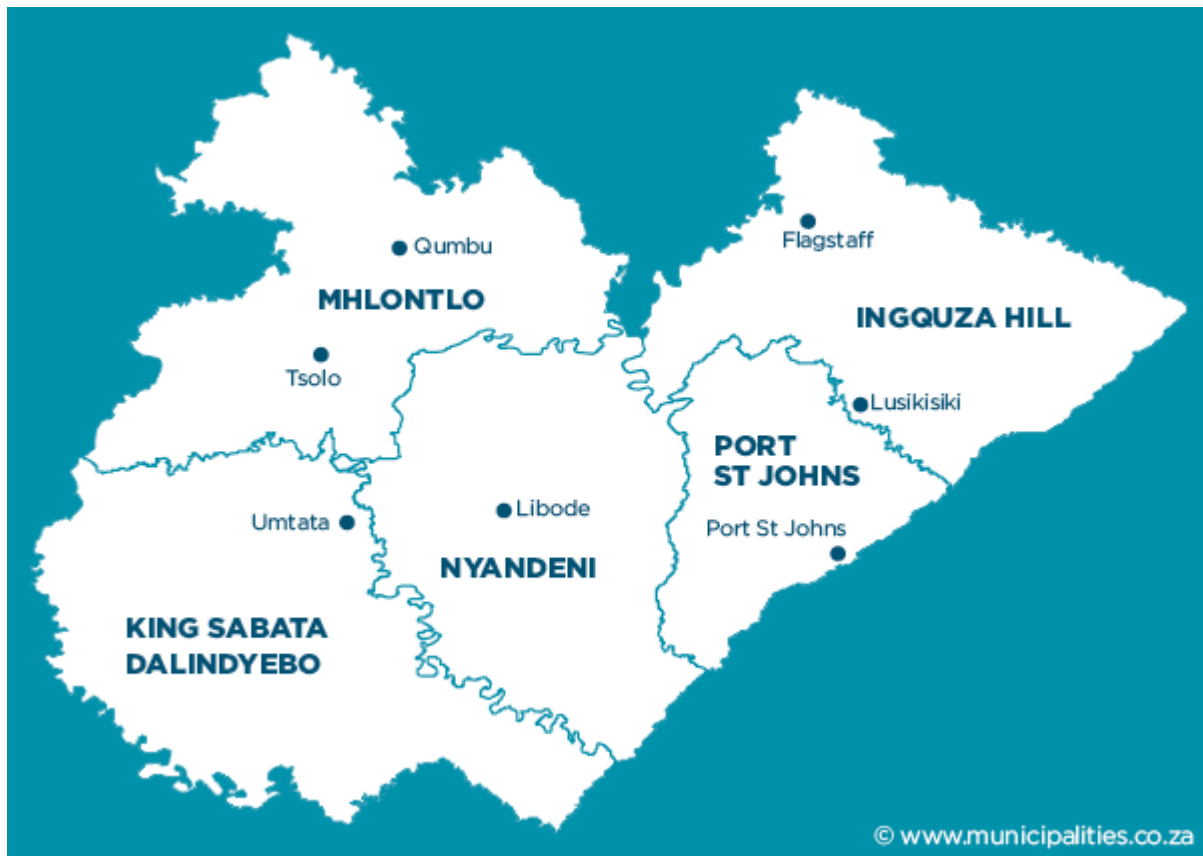 Qumbu
Flagstaff
MHLONTLO
INGQUZA HILL
Tsolo
Lusikisiki
PORT
ST JOHNS
Libode
Umtata
Port St Johns
NYANDENI
KING SABATA
DALINDYEBO
© www.municipalities.co.za